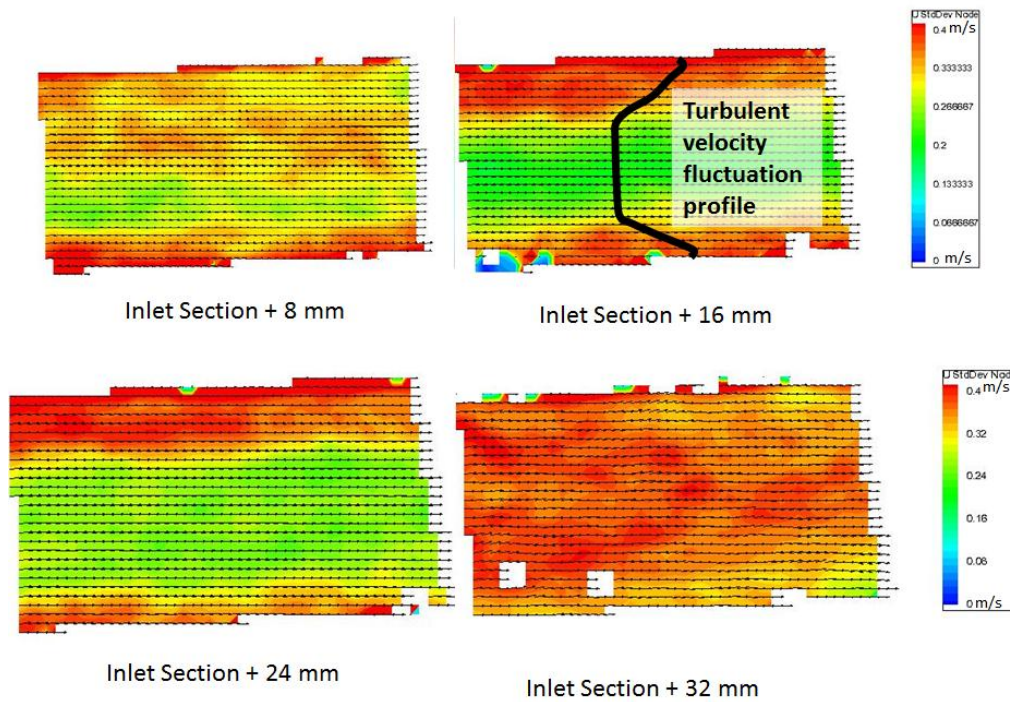 U StdDev Node
0.4 m/s
0.333333
0.266667
0.2
0.133333
0.0666667
0 m/s
Turbulent
velocity
fluctuation
profile
Inlet Section + 8 mm
Inlet Section + 16 mm
U StdDev Node
0.4 m/s
0.32
0.24
0.16
0.08
0 m/s
Inlet Section + 24 mm
Inlet Section + 32 mm